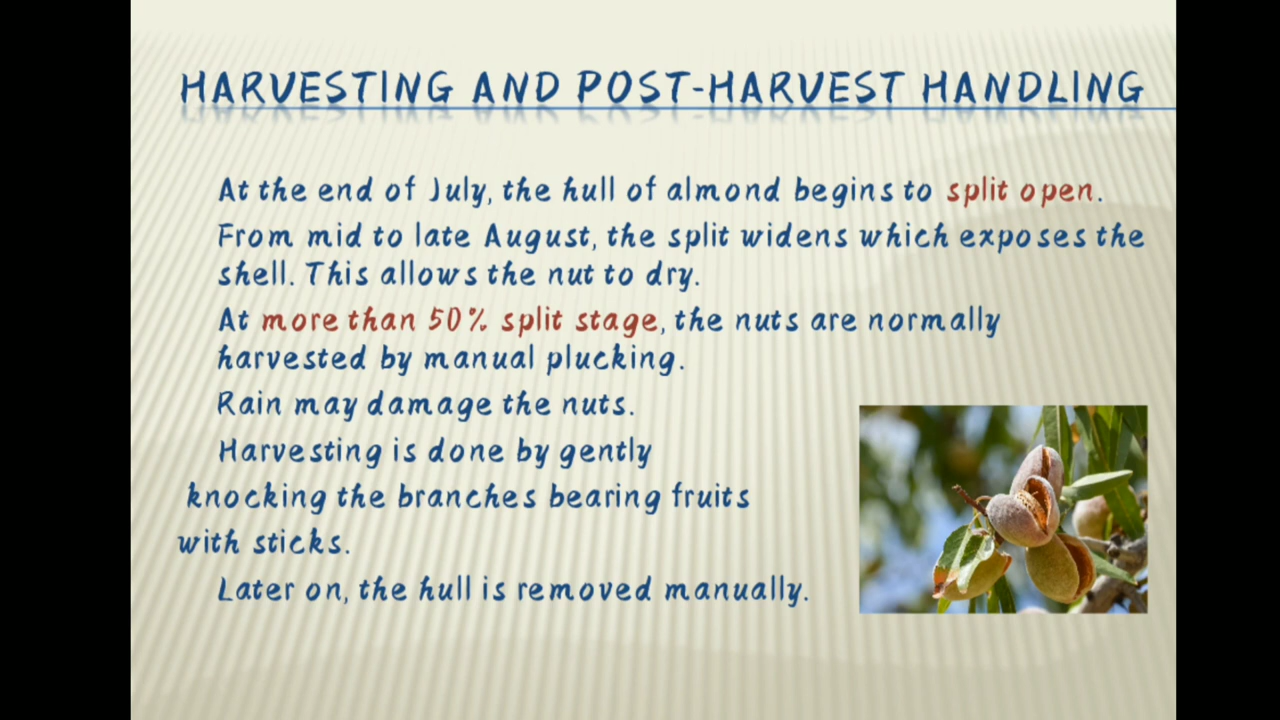 HARVESTING AND POST-HARVEST HANDLING
At the end of July, the hull of almond begins to split open.
From mid to late August, the split widens which exposes the
shell. This allows the nut to dry.
At more than 50% split stage, the nuts are normally
harvested by manual plucking.
Rain may damage the nuts.
Harvesting is done by gently
knocking the branches bearing fruits
with sticks.
Later on, the hull is removed manually.